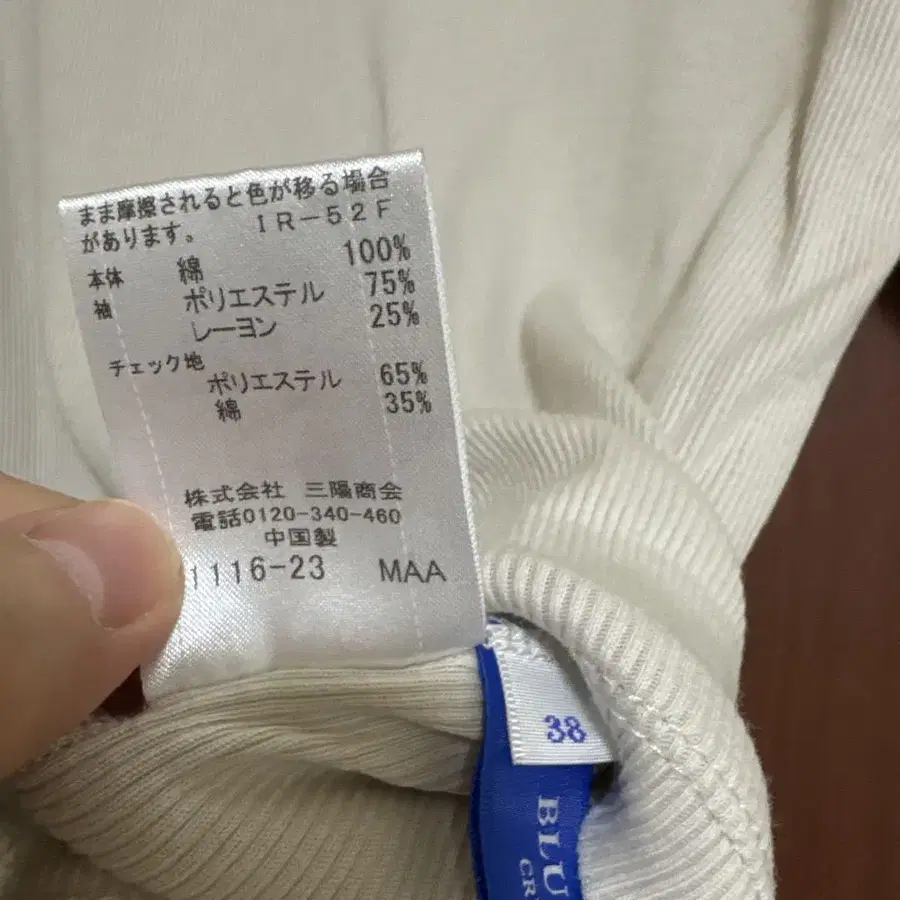 まま摩擦されると色が移る場合
があります。 IR-52F
本体 綿 100%
袖 ポリエステル 75%
レーヨン 25%
チェック地
ポリエステル 65%
綿 35%
株式会社 三陽商会
電話0120-340-460
中国製
1116-23 MAA
38
BLU
CR